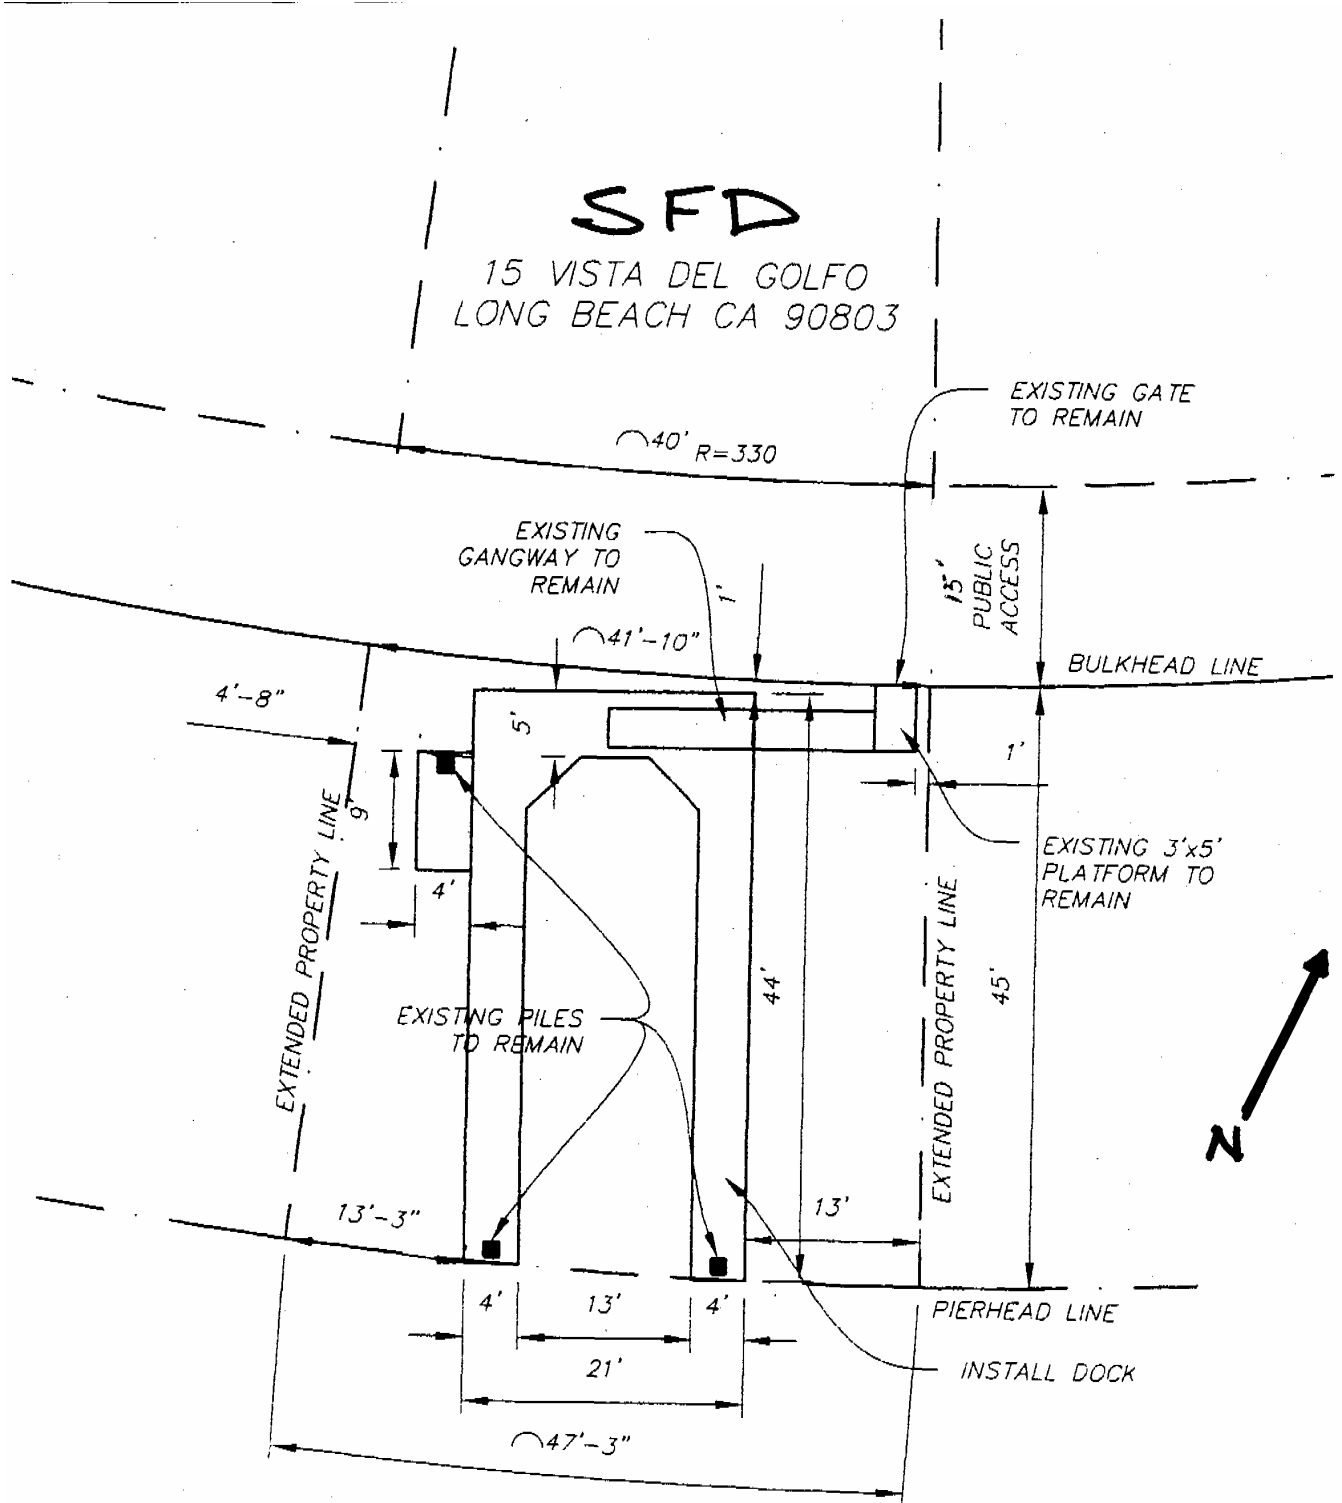 SFD
15 VISTA DEL GOLFO
LONG BEACH CA 90803
EXISTING GATE
TO REMAIN
⌒40' R=330
EXISTING
GANGWAY TO
REMAIN
1'
15'
PUBLIC
ACCESS
⌒41'-10"
BULKHEAD LINE
4'-8"
5'
1'
9'
EXISTING 3'x5'
PLATFORM TO
REMAIN
4'
EXTENDED PROPERTY LINE
EXTENDED PROPERTY LINE
44'
45'
EXISTING PILES
TO REMAIN
N
13'-3"
13'
4'
13'
4'
PIERHEAD LINE
21'
INSTALL DOCK
⌒47'-3"